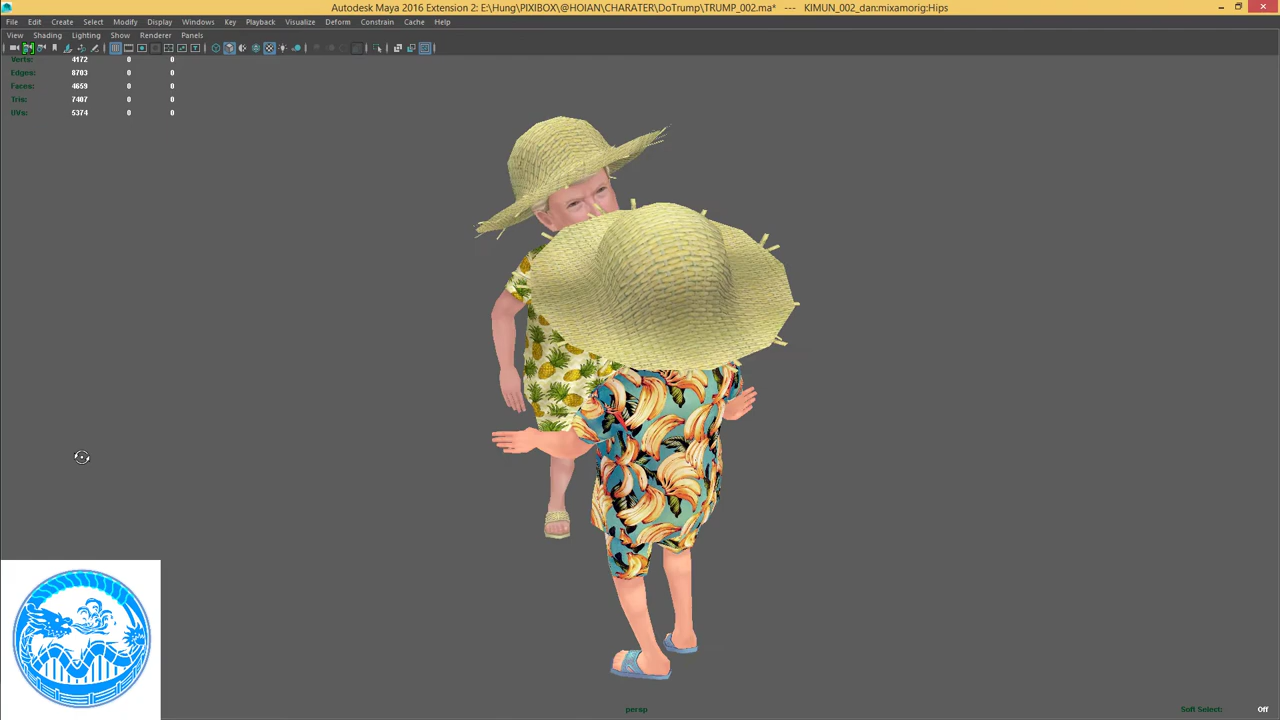 Autodesk Maya 2016 Extension 2: E:\Hung\PIXIBOX\@HOIAN\CHARATER\DoTrump\TRUMP_002.ma* --- KIMUN_002_dan:mixamorig:Hips
File Edit Create Select Modify Display Windows Key Playback Visualize Deform Constrain Cache Help
View Shading Lighting Show Renderer Panels
Verts: 4172 0 0
Edges: 8703 0 0
Faces: 4659 0 0
Tris: 7407 0 0
UVs: 5374 0 0
persp
Soft Select: Off